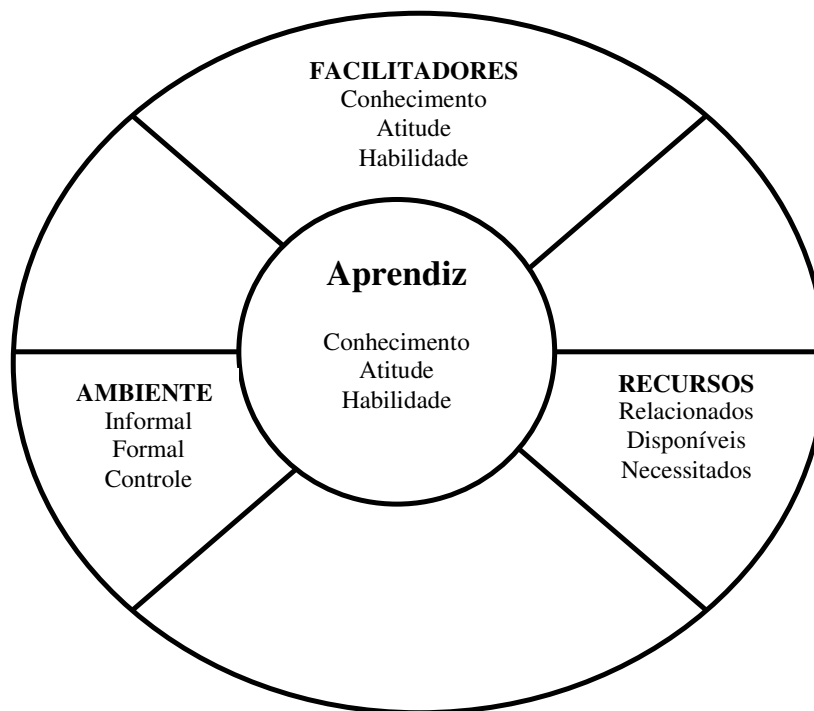 FACILITADORES
Conhecimento
Atitude
Habilidade
Aprendiz
Conhecimento
Atitude
Habilidade
AMBIENTE
Informal
Formal
Controle
RECURSOS
Relacionados
Disponíveis
Necessitados